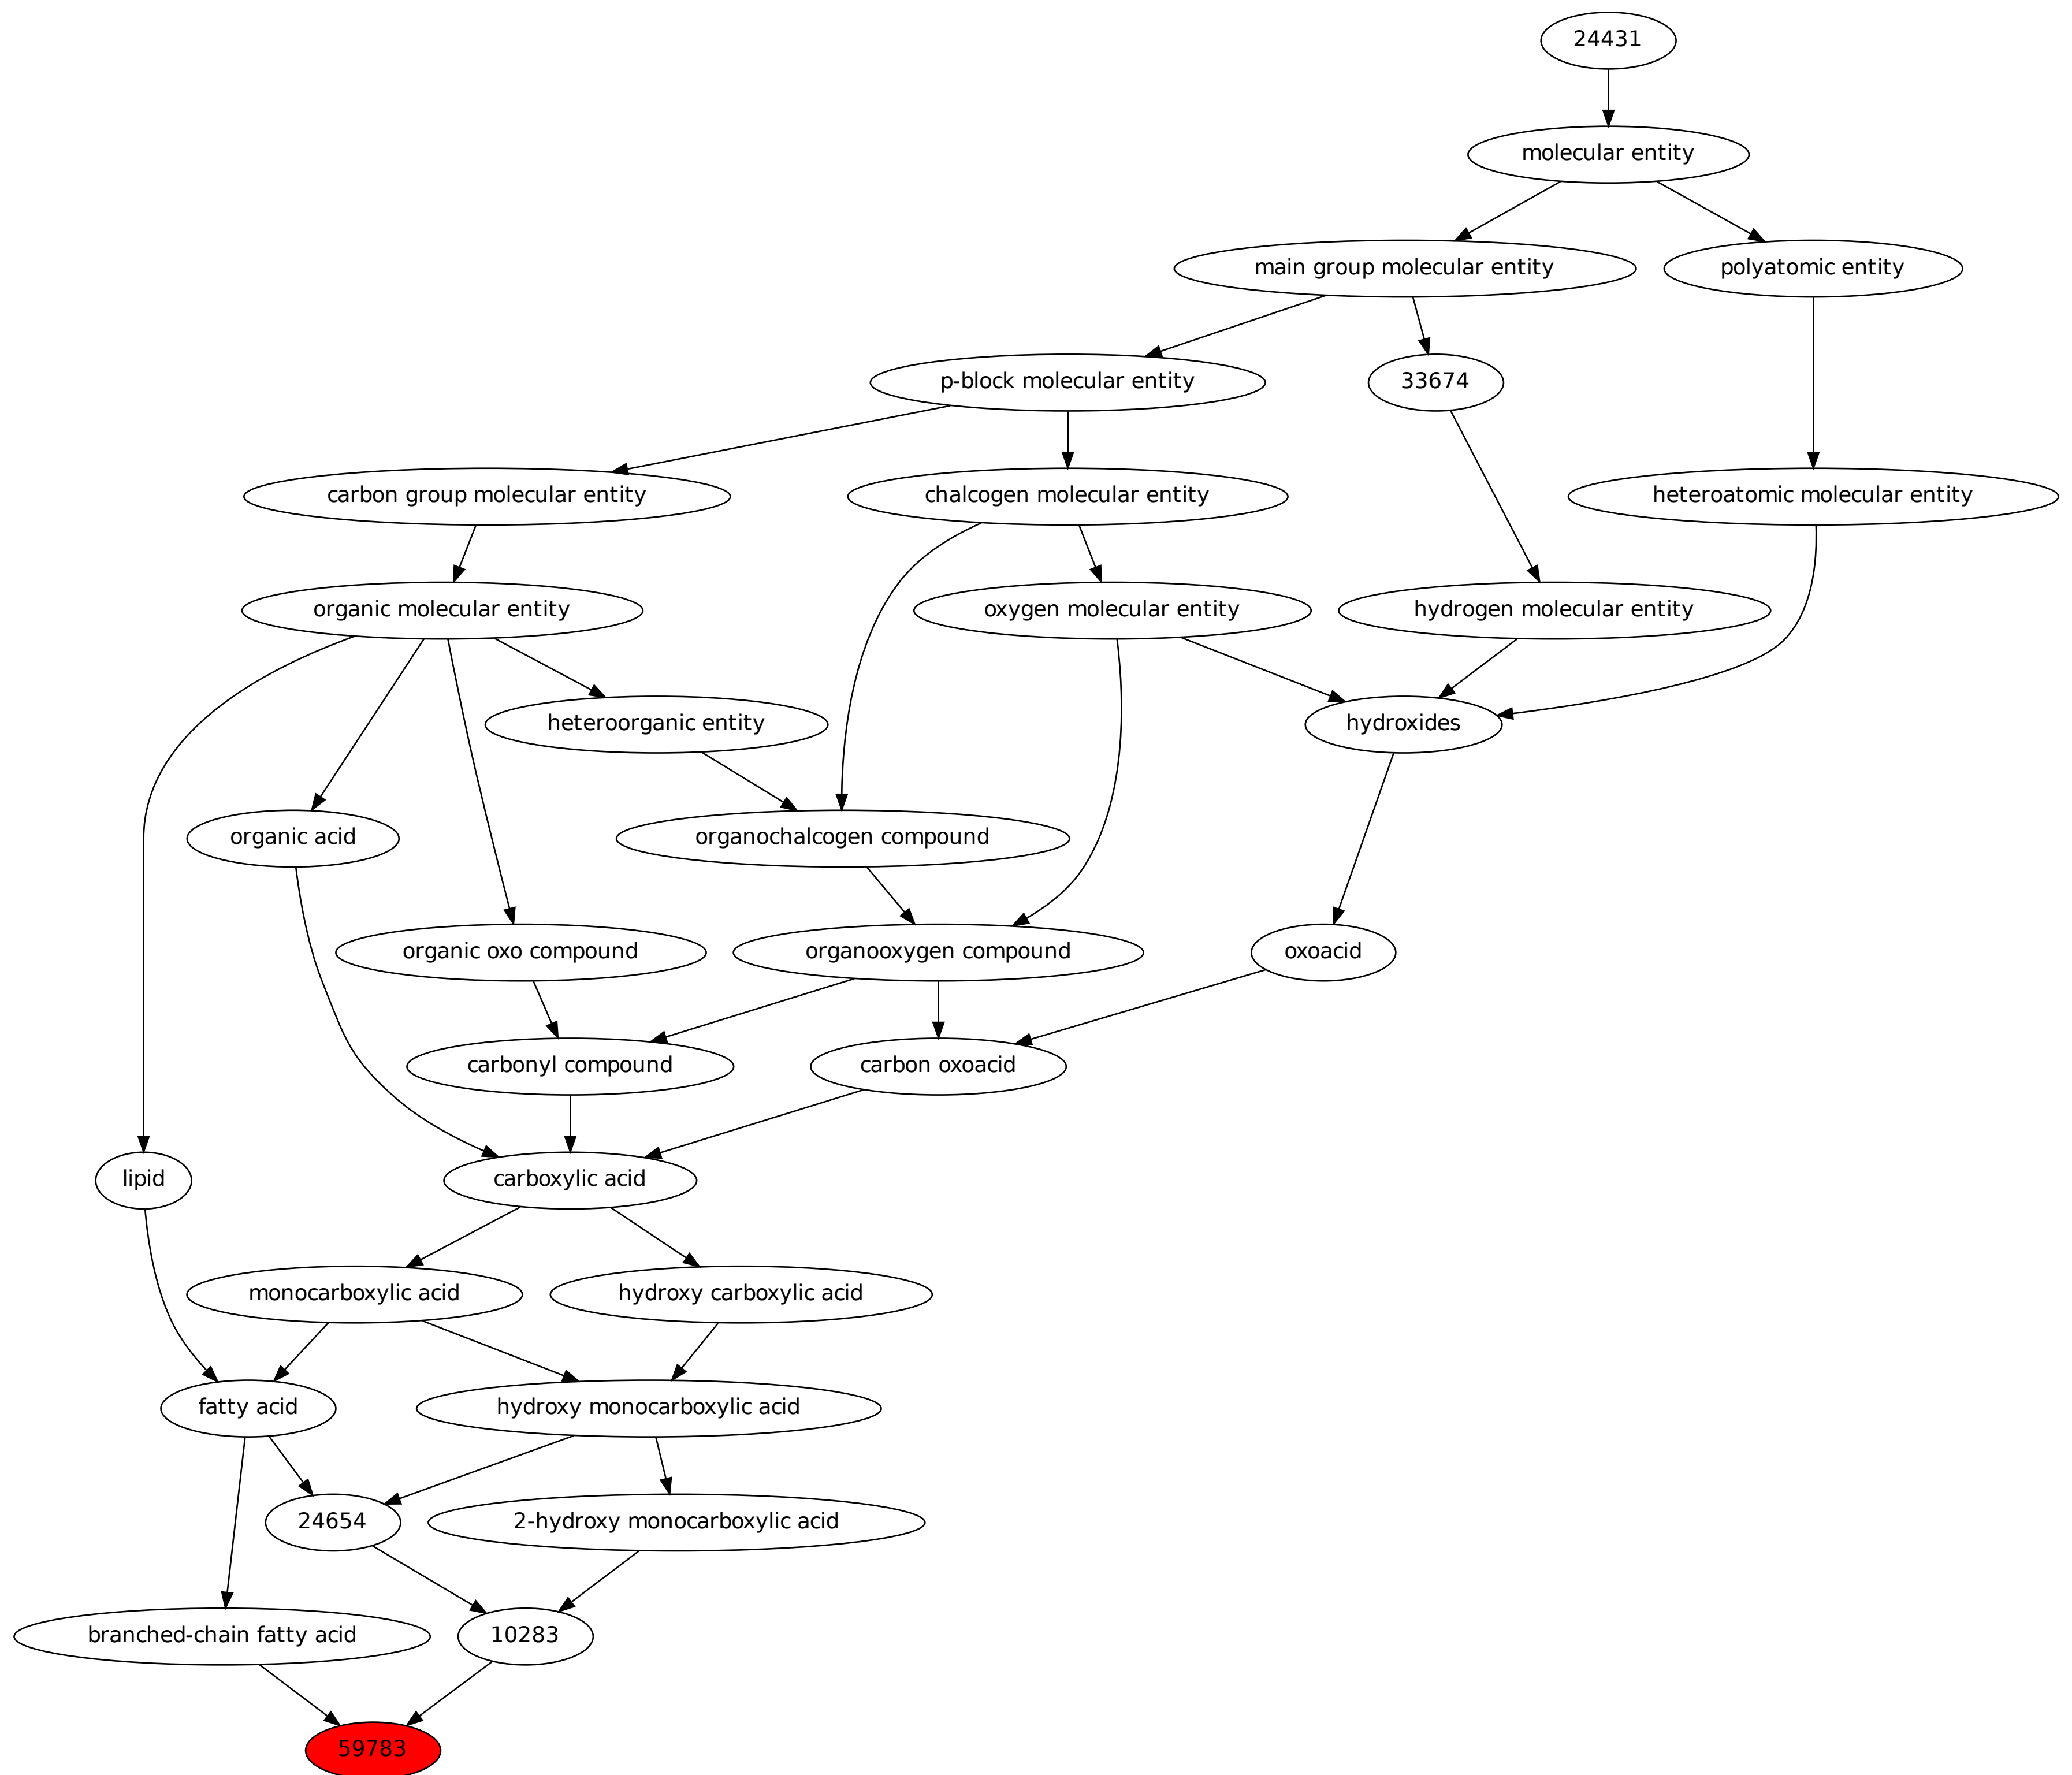 24431
molecular entity
main group molecular entity
polyatomic entity
p-block molecular entity
33674
carbon group molecular entity
chalcogen molecular entity
heteroatomic molecular entity
organic molecular entity
oxygen molecular entity
hydrogen molecular entity
heteroorganic entity
hydroxides
organic acid
organochalcogen compound
organic oxo compound
organooxygen compound
oxoacid
carbonyl compound
carbon oxoacid
lipid
carboxylic acid
monocarboxylic acid
hydroxy carboxylic acid
fatty acid
hydroxy monocarboxylic acid
24654
2-hydroxy monocarboxylic acid
branched-chain fatty acid
10283
59783